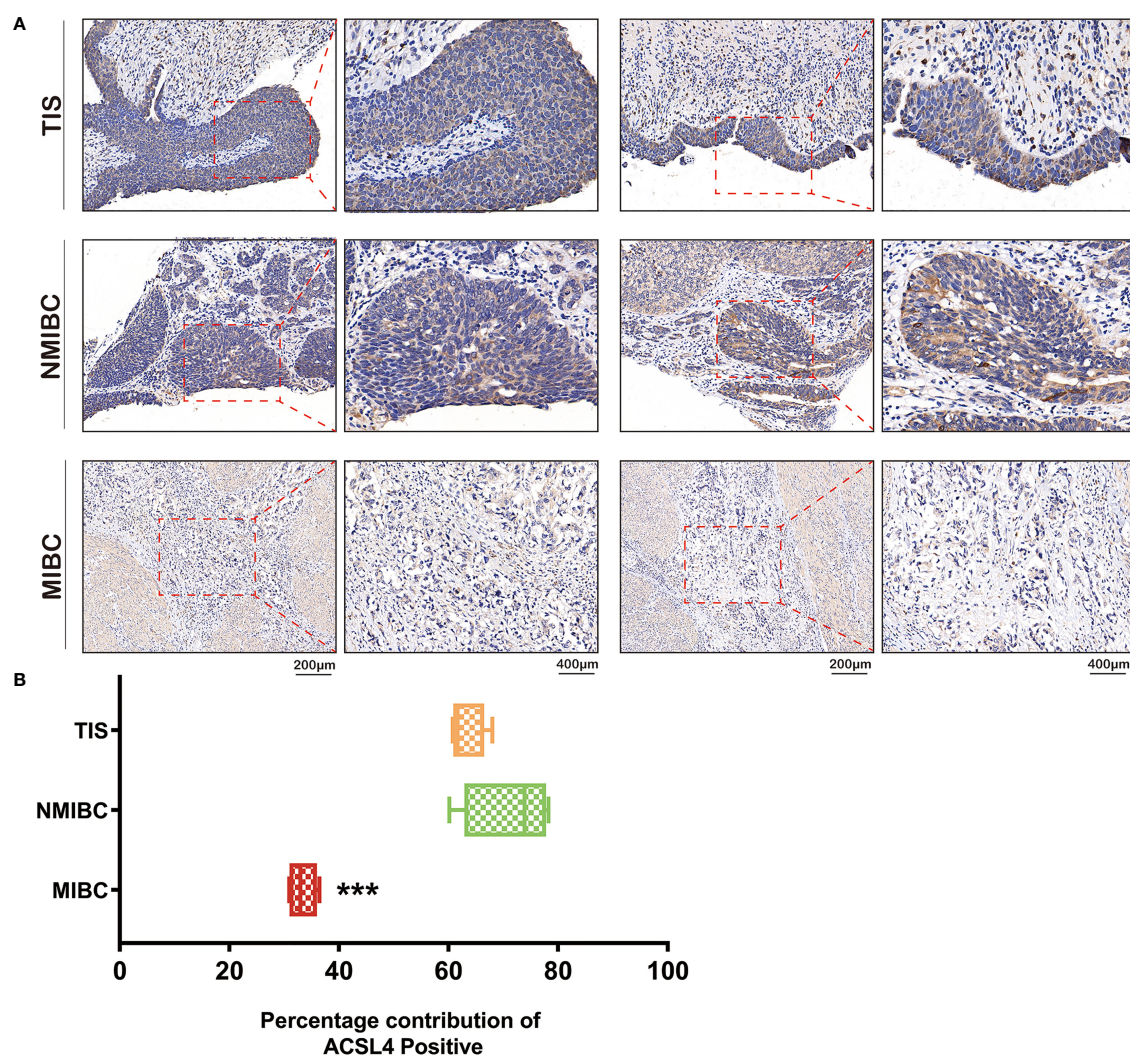 A
TIS
NMIBC
MIBC
200μm
400μm
200μm
400μm
B
TIS
NMIBC
MIBC
***
0 20 40 60 80 100
Percentage contribution of
ACSL4 Positive